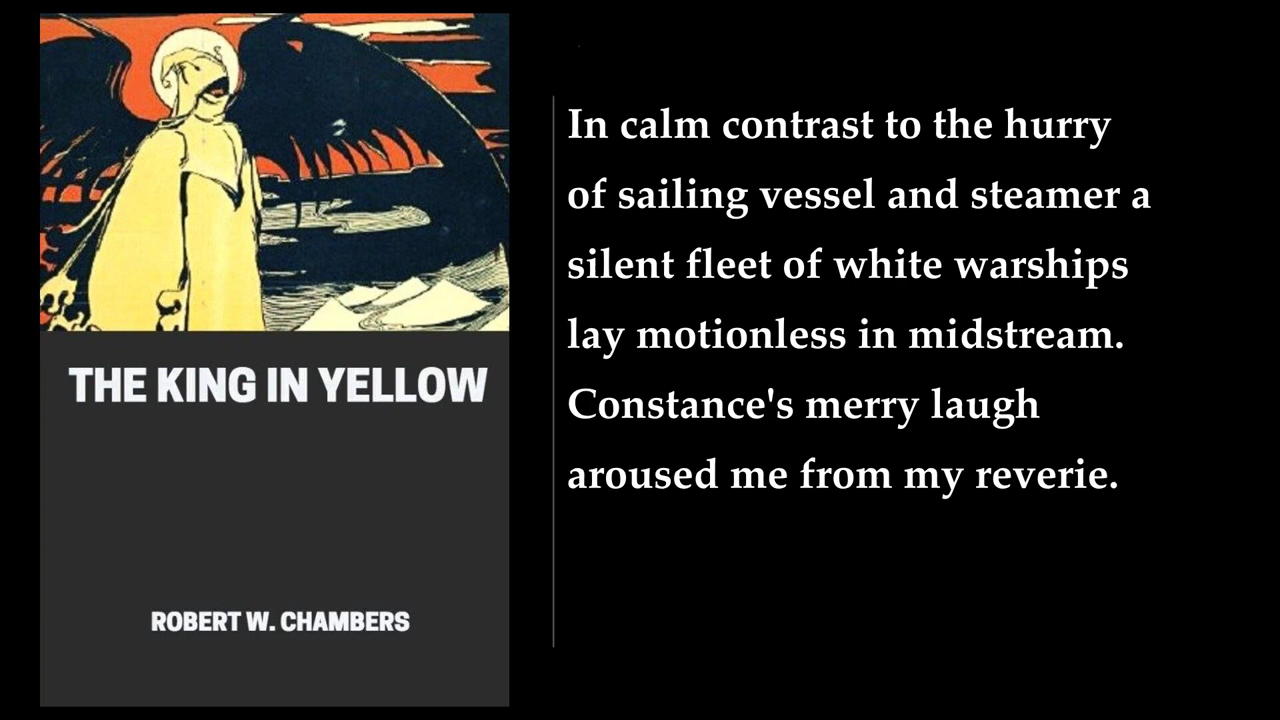 THE KING IN YELLOW
ROBERT W. CHAMBERS
In calm contrast to the hurry
of sailing vessel and steamer a
silent fleet of white warships
lay motionless in midstream.
Constance's merry laugh
aroused me from my reverie.